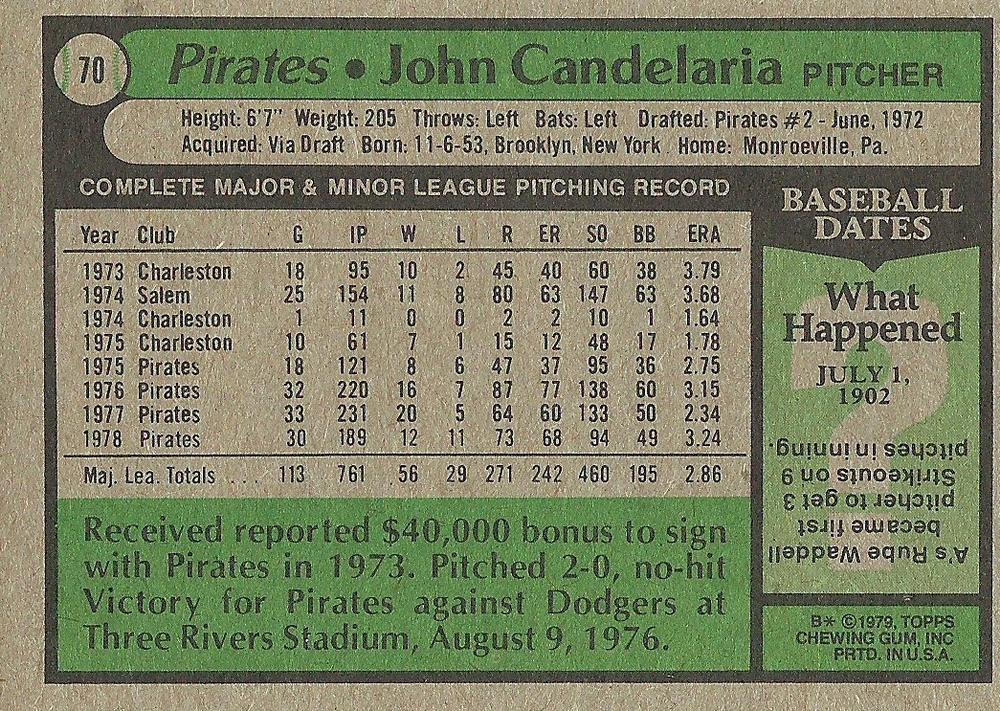 70
Pirates • John Candelaria PITCHER
Height: 6'7" Weight: 205 Throws: Left Bats: Left Drafted: Pirates #2 - June, 1972
Acquired: Via Draft Born: 11-6-53, Brooklyn, New York Home: Monroeville, Pa.
COMPLETE MAJOR & MINOR LEAGUE PITCHING RECORD
Year Club G IP W L R ER SO BB ERA
1973 Charleston 18 95 10 2 45 40 60 38 3.79
1974 Salem 25 154 11 8 80 63 147 63 3.68
1974 Charleston 1 11 0 0 2 2 10 1 1.64
1975 Charleston 10 61 7 1 15 12 48 17 1.78
1975 Pirates 18 121 8 6 47 37 95 36 2.75
1976 Pirates 32 220 16 7 87 77 138 60 3.15
1977 Pirates 33 231 20 5 64 60 133 50 2.34
1978 Pirates 30 189 12 11 73 68 94 49 3.24
Maj. Lea. Totals ... 113 761 56 29 271 242 460 195 2.86
Received reported $40,000 bonus to sign
with Pirates in 1973. Pitched 2-0, no-hit
Victory for Pirates against Dodgers at
Three Rivers Stadium, August 9, 1976.
BASEBALL
DATES
What
Happened
JULY 1,
1902
?
A's Rube Waddell
became first
pitcher to get 3
Strikeouts on 9
pitches in inning.
B* ©1979, TOPPS
CHEWING GUM, INC
PRTD. IN U.S.A.